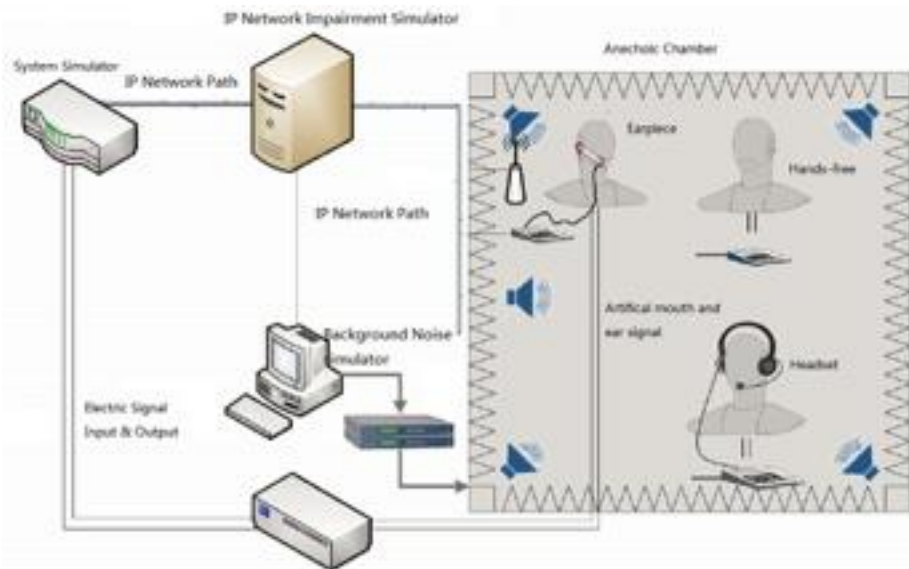 IP Network Impairment Simulator
Anechoic Chamber
System Simulator
IP Network Path
Earpiece
Hands-free
IP Network Path
Artifical mouth and
ear signal
Background Noise
Simulator
Headset
Electric Signal
Input & Output